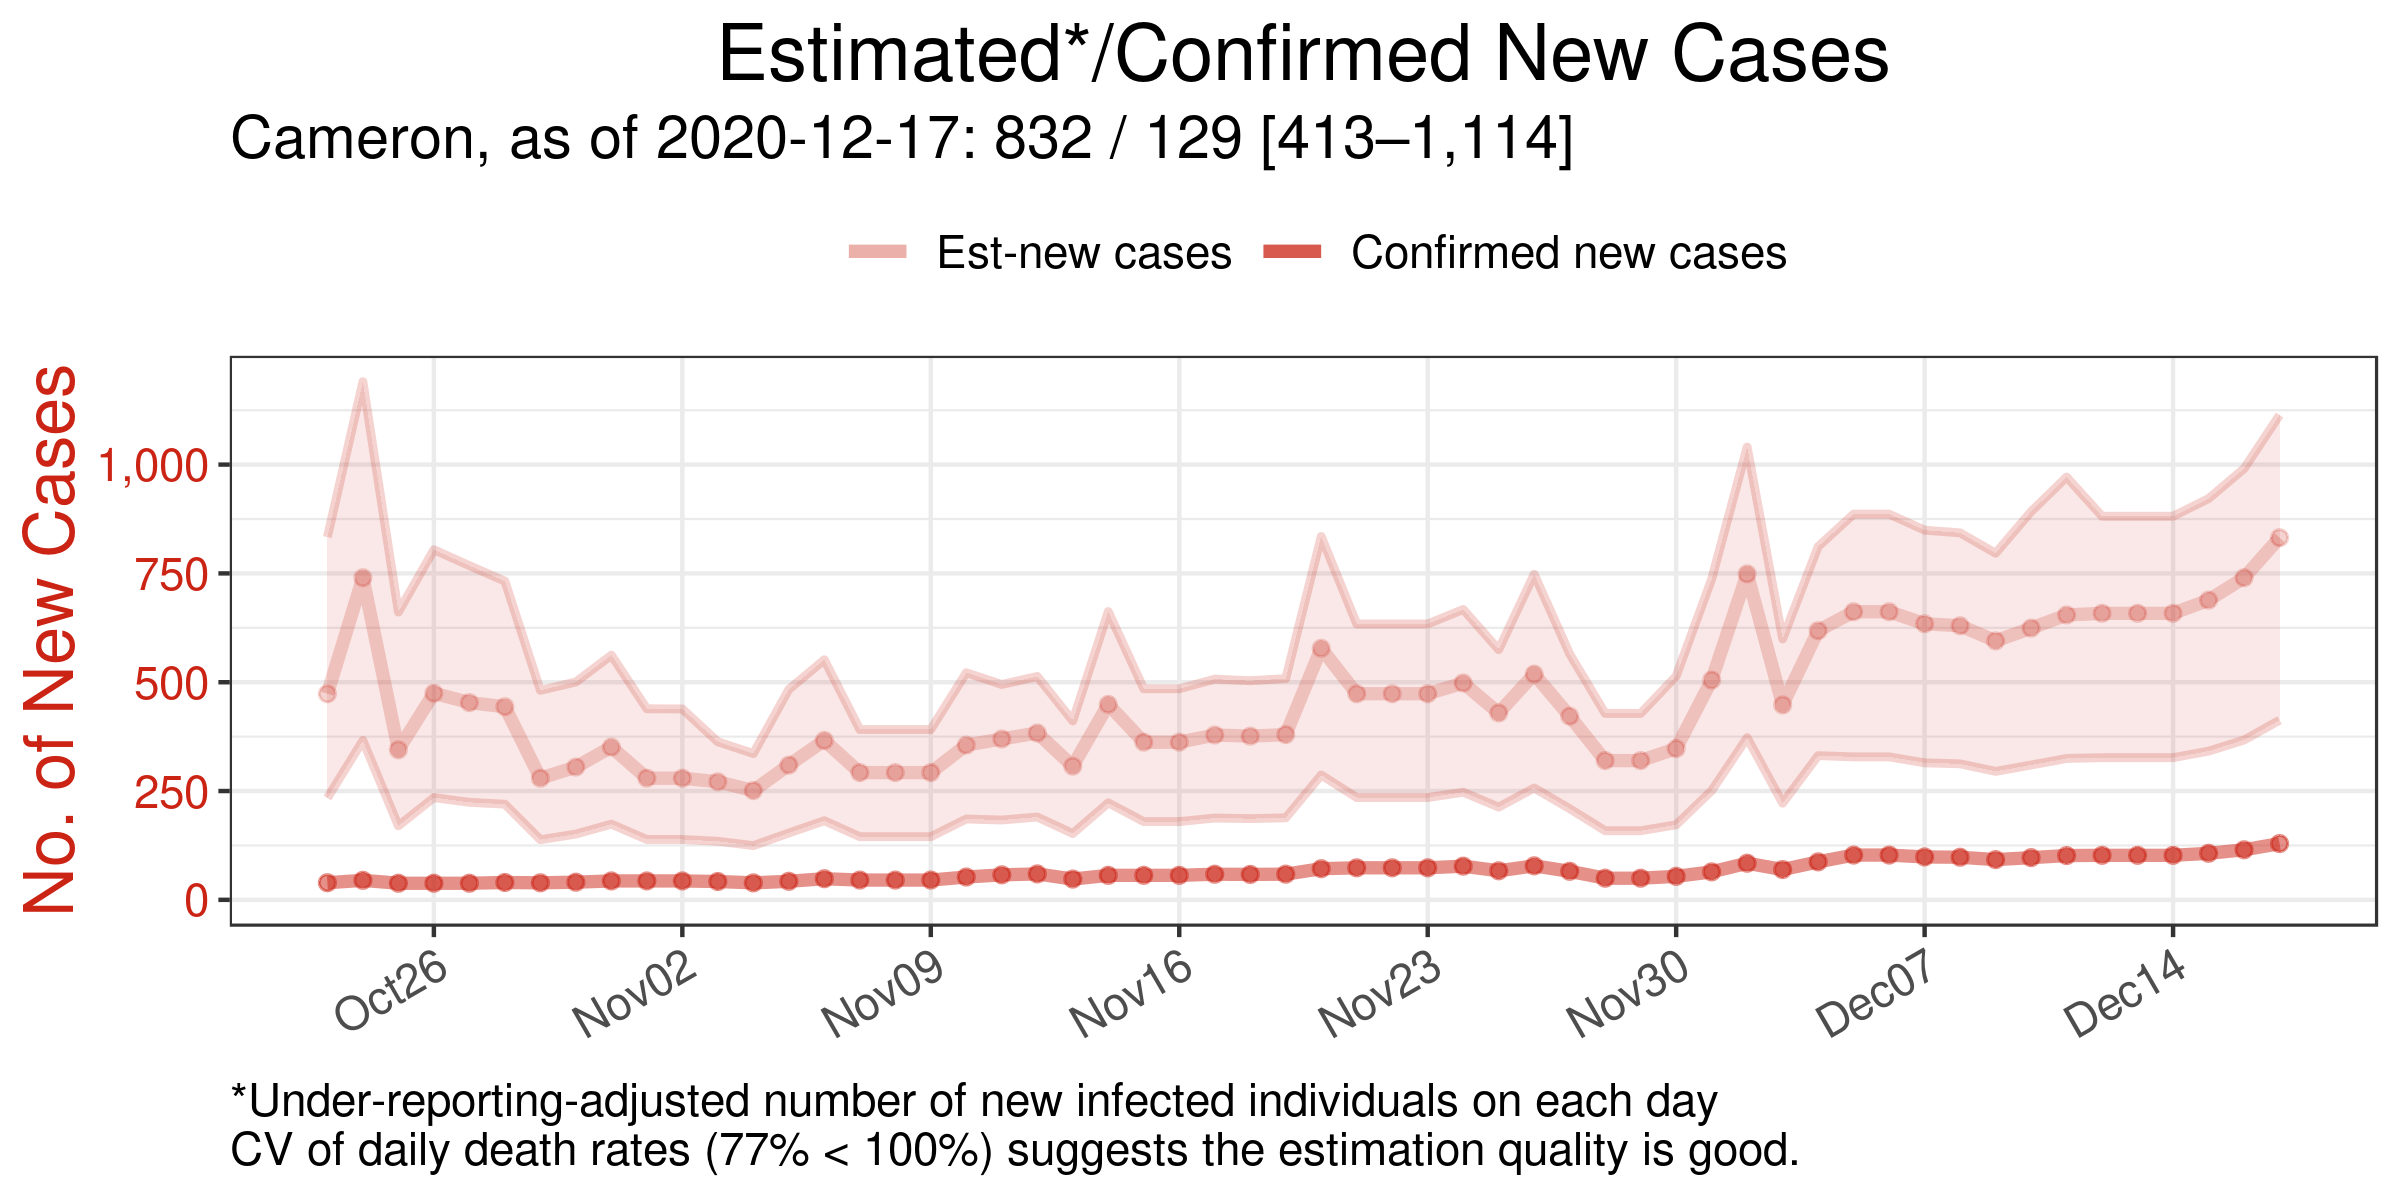 Estimated*/Confirmed New Cases
Cameron, as of 2020-12-17: 832 / 129 [413–1,114]
Est-new cases
Confirmed new cases
No. of New Cases
1,000
750
500
250
0
Oct26
Nov02
Nov09
Nov16
Nov23
Nov30
Dec07
Dec14
*Under-reporting-adjusted number of new infected individuals on each day
CV of daily death rates (77% < 100%) suggests the estimation quality is good.